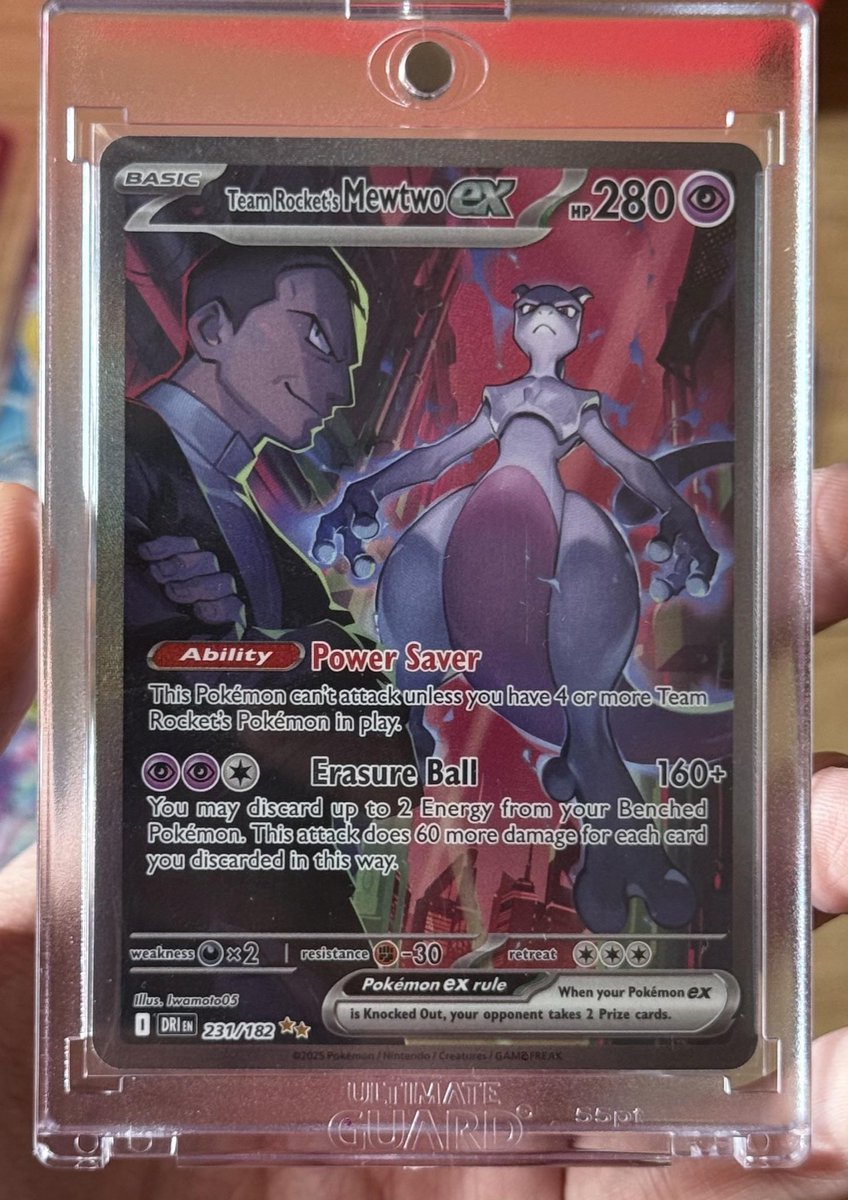 BASIC
Team Rocket's Mewtwo ex HP 280
Ability Power Saver
This Pokémon can't attack unless you have 4 or more Team
Rocket's Pokémon in play.
Erasure Ball 160+
You may discard up to 2 Energy from your Benched
Pokémon. This attack does 60 more damage for each card
you discarded in this way.
weakness ×2 resistance -30 retreat
Illus. Iwamoto05
Pokémon ex rule When your Pokémon ex
is Knocked Out, your opponent takes 2 Prize cards.
I DRI EN 231/182
©2025 Pokémon / Nintendo / Creatures / GAME FREAK
ULTIMATE
GUARD® 55pt